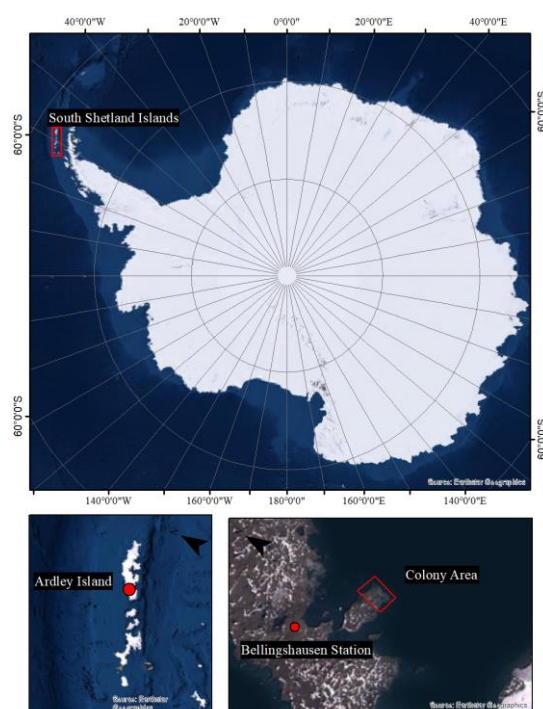 40°0'0"W 20°0'0"W 0°0'0" 20°0'0"E 40°0'0"E
South Shetland Islands
60°0'0"S
60°0'0"S
60°0'0"S
60°0'0"S
Source: Earthstar Geographics
140°0'0"W 160°0'0"W 180°0'0" 160°0'0"E 140°0'0"E
Ardley Island
Source: Earthstar
Geographics
Colony Area
Bellingshausen Station
Source: Earthstar Geographics